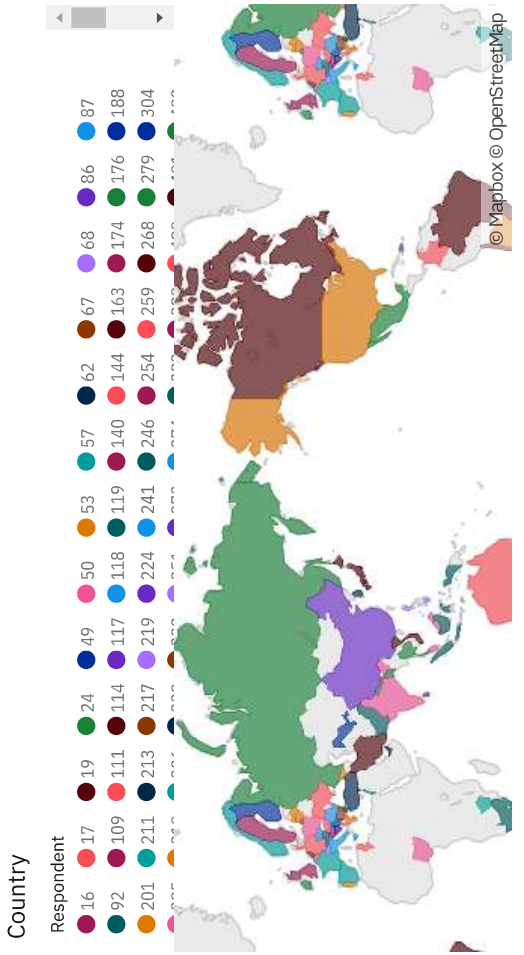 Country
Respondent
16 17 19 24 49 50 53 57 62 67 68 86 87
92 109 111 114 117 118 119 140 144 163 174 176 188
201 211 213 217 219 224 241 246 254 259 268 279 304
© Mapbox © OpenStreetMap